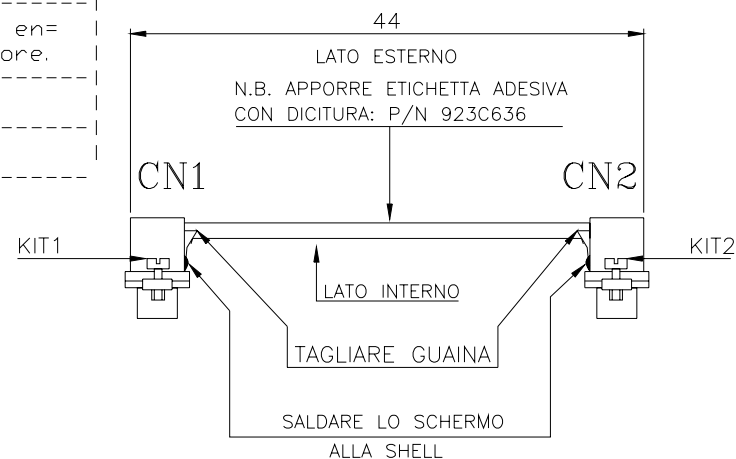 en=
ore.
44
LATO ESTERNO
N.B. APPORRE ETICHETTA ADESIVA
CON DICITURA: P/N 923C636
CN1
CN2
KIT1
KIT2
LATO INTERNO
TAGLIARE GUAINA
SALDARE LO SCHERMO
ALLA SHELL